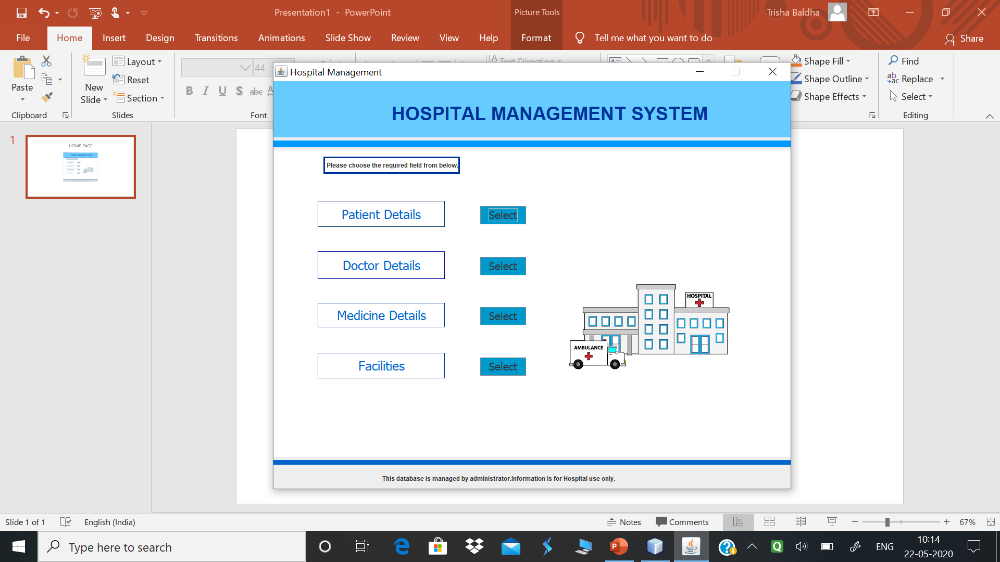 Presentation1 - PowerPoint
Picture Tools
Trisha Baldha
File Home Insert Design Transitions Animations Slide Show Review View Help Format Tell me what you want to do Share
Paste
Clipboard
New
Slide
Layout
Reset
Section
Slides
44
B I U S abc
Font
Text Direction
Shape Fill
Shape Outline
Shape Effects
Find
Replace
Select
Editing
Hospital Management
HOSPITAL MANAGEMENT SYSTEM
Please choose the required field from below.
Patient Details Select
Doctor Details Select
Medicine Details Select
Facilities Select
HOSPITAL
AMBULANCE
This database is managed by administrator.Information is for Hospital use only.
1
HOME PAGE
Slide 1 of 1 English (India) Notes Comments 67%
Type here to search
ENG
10:14
22-05-2020